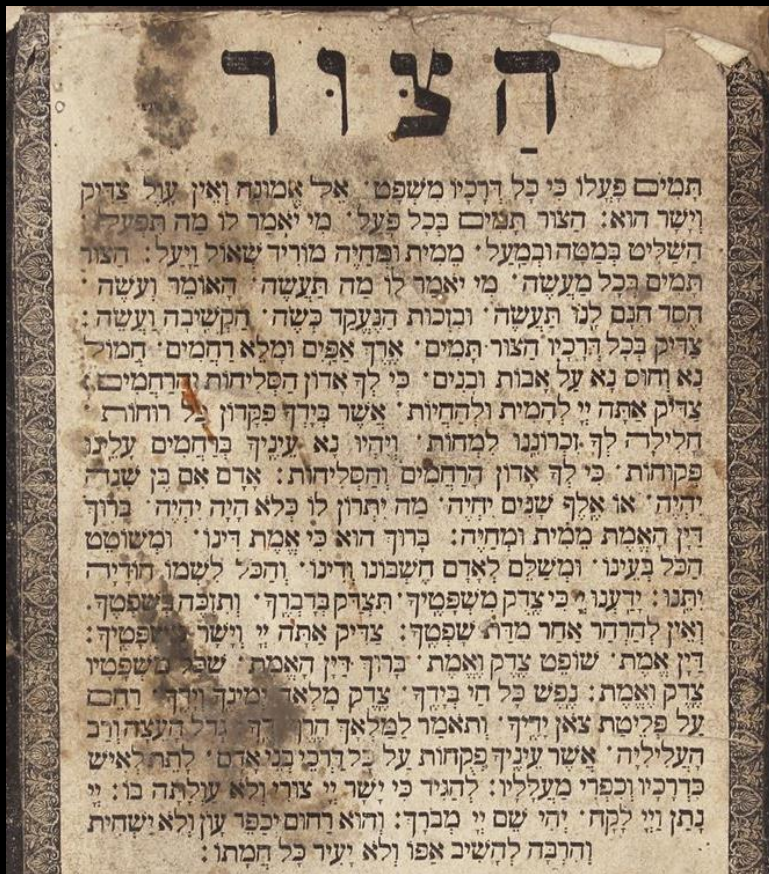 הַצּוּר
תָּמִים פָּעֳלוֹ כִּי כָל דְּרָכָיו מִשְׁפָּט · אֵל אֱמוּנָה וְאֵין עָוֶל צַדִּיק
וְיָשָׁר הוּא : הַצּוּר תָּמִים בְּכָל פֹּעַל · מִי יֹאמַר לוֹ מַה תִּפְעָל ·
הַשַּׁלִּיט בְּמַטָּה וּבְמַעַל · מֵמִית וּמְחַיֶּה מוֹרִיד שְׁאוֹל וַיָּעַל : הַצּוּר
תָּמִים בְּכָל מַעֲשֶׂה · מִי יֹאמַר לוֹ מַה תַּעֲשֶׂה · הָאוֹמֵר וְעֹשֶׂה ·
חֶסֶד חִנָּם לָנוּ תַּעֲשֶׂה · וּבִזְכוּת הַנֶּעֱקָד כְּשֶׂה · הַקְשִׁיבָה וַעֲשֵׂה :
צַדִּיק בְּכָל דְּרָכָיו הַצּוּר תָּמִים · אֶרֶךְ אַפַּיִם וּמָלֵא רַחֲמִים · חֲמוֹל
נָא וְחוּס נָא עַל אָבוֹת וּבָנִים · כִּי לְךָ אָדוֹן הַסְּלִיחוֹת וְהָרַחֲמִים :
צַדִּיק אַתָּה יְיָ לְהָמִית וּלְהַחֲיוֹת · אֲשֶׁר בְּיָדְךָ פִּקְדוֹן כָּל רוּחוֹת ·
חָלִילָה לְךָ זִכְרוֹנֵנוּ לִמְחוֹת · וְיִהְיוּ נָא עֵינֶיךָ בְּרַחֲמִים עָלֵינוּ
פְּקוּחוֹת · כִּי לְךָ אָדוֹן הָרַחֲמִים וְהַסְּלִיחוֹת : אָדָם אִם בֶּן שָׁנָה
יִהְיֶה · אוֹ אֶלֶף שָׁנִים יִחְיֶה · מַה יִּתְרוֹן לוֹ כְּלֹא הָיָה יִהְיֶה · בָּרוּךְ
דַּיַּן הָאֱמֶת מֵמִית וּמְחַיֶּה : בָּרוּךְ הוּא כִּי אֱמֶת דִּינוֹ · וּמְשׁוֹטֵט
הַכֹּל בְּעֵינוֹ · וּמְשַׁלֵּם לְאָדָם חֶשְׁבּוֹנוֹ וְדִינוֹ · וְהַכֹּל לִשְׁמוֹ הוֹדָיָה
יִתֵּנוּ : יָדַעְנוּ יְיָ כִּי צֶדֶק מִשְׁפָּטֶיךָ · תִּצְדַּק בְּדָבְרֶךָ · וְתִזְכֶּה בְּשָׁפְטֶךָ ·
וְאֵין לְהַרְהֵר אַחַר מִדַּת שָׁפְטֶךָ : צַדִּיק אַתָּה יְיָ וְיָשָׁר מִשְׁפָּטֶיךָ :
דַּיַּן אֱמֶת · שׁוֹפֵט צֶדֶק וֶאֱמֶת · בָּרוּךְ דַּיַּן הָאֱמֶת · שֶׁכָּל מִשְׁפָּטָיו
צֶדֶק וֶאֱמֶת : נֶפֶשׁ כָּל חַי בְּיָדֶךָ · צֶדֶק מָלְאָה יְמִינְךָ וְיָדֶךָ · רַחֵם
עַל פְּלֵיטַת צֹאן יָדֶיךָ · וְתֹאמַר לַמַּלְאָךְ הֶרֶף יָדֶךָ · גְּדֹל הָעֵצָה וְרַב
הָעֲלִילִיָּה · אֲשֶׁר עֵינֶיךָ פְקֻחוֹת עַל כָּל דַּרְכֵי בְּנֵי אָדָם · לָתֵת לְאִישׁ
כִּדְרָכָיו וְכִפְרִי מַעֲלָלָיו : לְהַגִּיד כִּי יָשָׁר יְיָ צוּרִי וְלֹא עַוְלָתָה בּוֹ : יְיָ
נָתַן וַיְיָ לָקָח · יְהִי שֵׁם יְיָ מְבֹרָךְ : וְהוּא רַחוּם יְכַפֵּר עָוֹן וְלֹא יַשְׁחִית
וְהִרְבָּה לְהָשִׁיב אַפּוֹ וְלֹא יָעִיר כָּל חֲמָתוֹ :